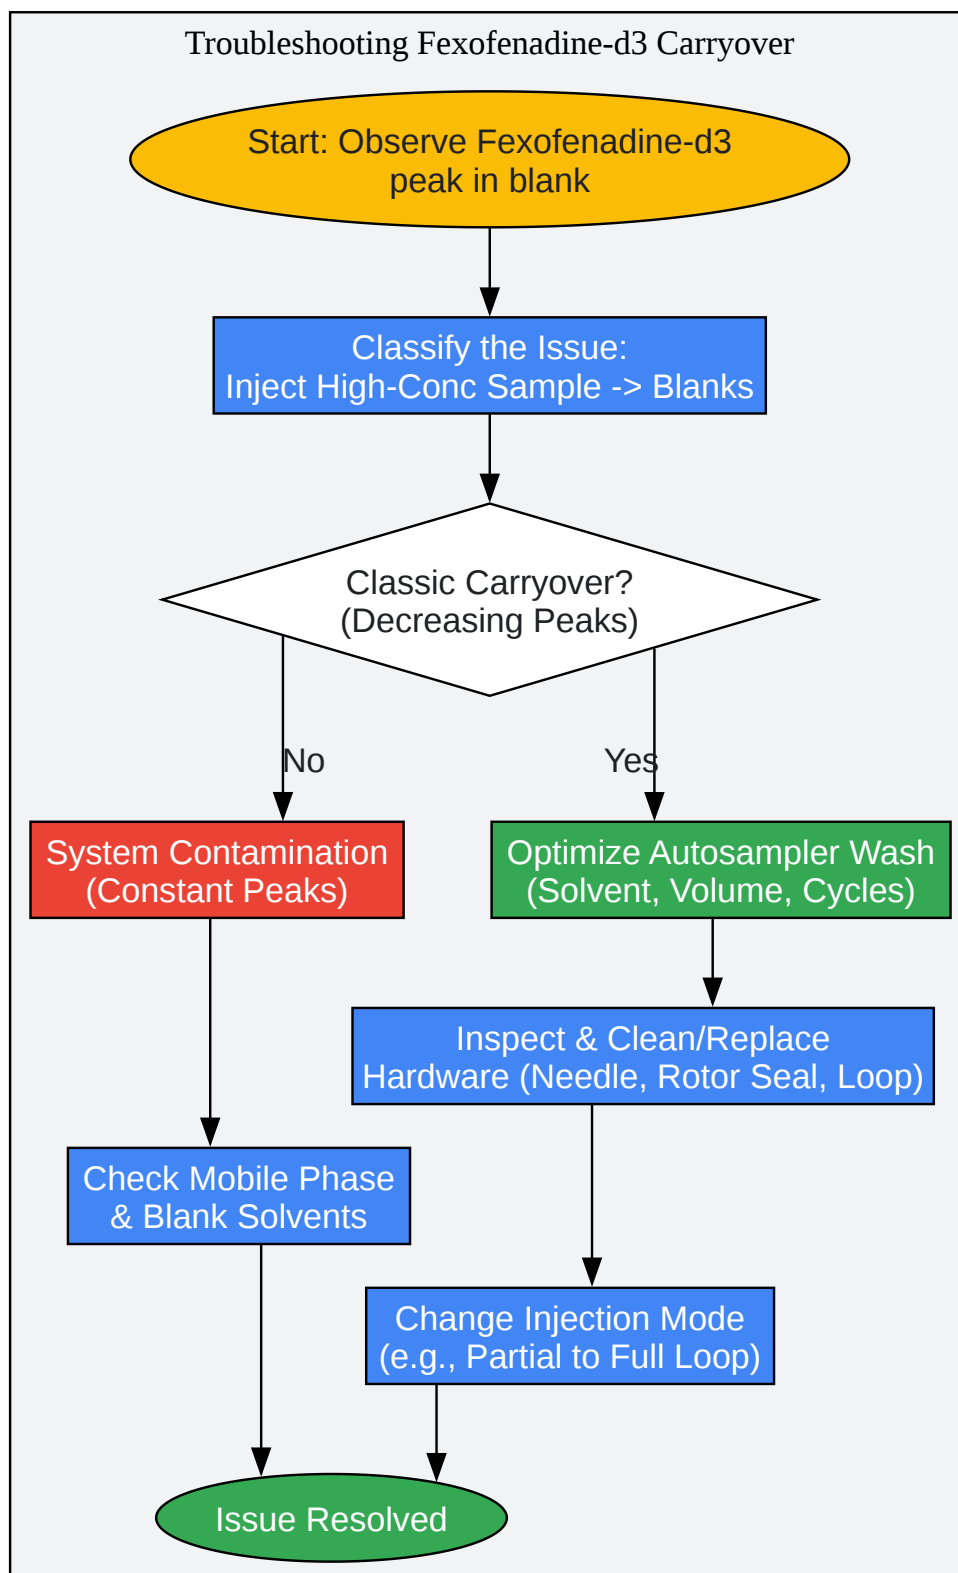 Troubleshooting Fexofenadine-d3 Carryover
Start: Observe Fexofenadine-d3
peak in blank
Classify the Issue:
Inject High-Conc Sample -> Blanks
Classic Carryover?
(Decreasing Peaks)
No
Yes
System Contamination
(Constant Peaks)
Optimize Autosampler Wash
(Solvent, Volume, Cycles)
Inspect & Clean/Replace
Hardware (Needle, Rotor Seal, Loop)
Check Mobile Phase
& Blank Solvents
Change Injection Mode
(e.g., Partial to Full Loop)
Issue Resolved